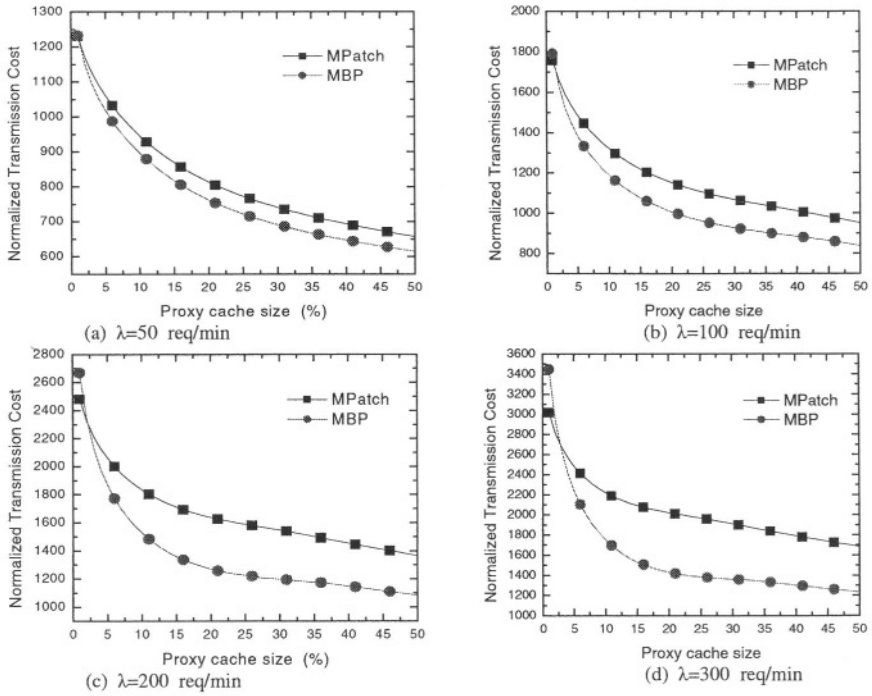 1300
1200
1100
1000
900
800
700
600
Normalized Transmission Cost
MPatch
MBP
0 5 10 15 20 25 30 35 40 45 50
Proxy cache size (%)
(a) λ=50 req/min
2000
1800
1600
1400
1200
1000
800
Normalized Transmission Cost
MPatch
MBP
0 5 10 15 20 25 30 35 40 45 50
Proxy cache size
(b) λ=100 req/min
2800
2600
2400
2200
2000
1800
1600
1400
1200
1000
Normalized Transmission Cost
MPatch
MBP
0 5 10 15 20 25 30 35 40 45 50
Proxy cache size (%)
(c) λ=200 req/min
3600
3400
3200
3000
2800
2600
2400
2200
2000
1800
1600
1400
1200
1000
Normalized Transmission Cost
MPatch
MBP
0 5 10 15 20 25 30 35 40 45 50
Proxy cache size
(d) λ=300 req/min